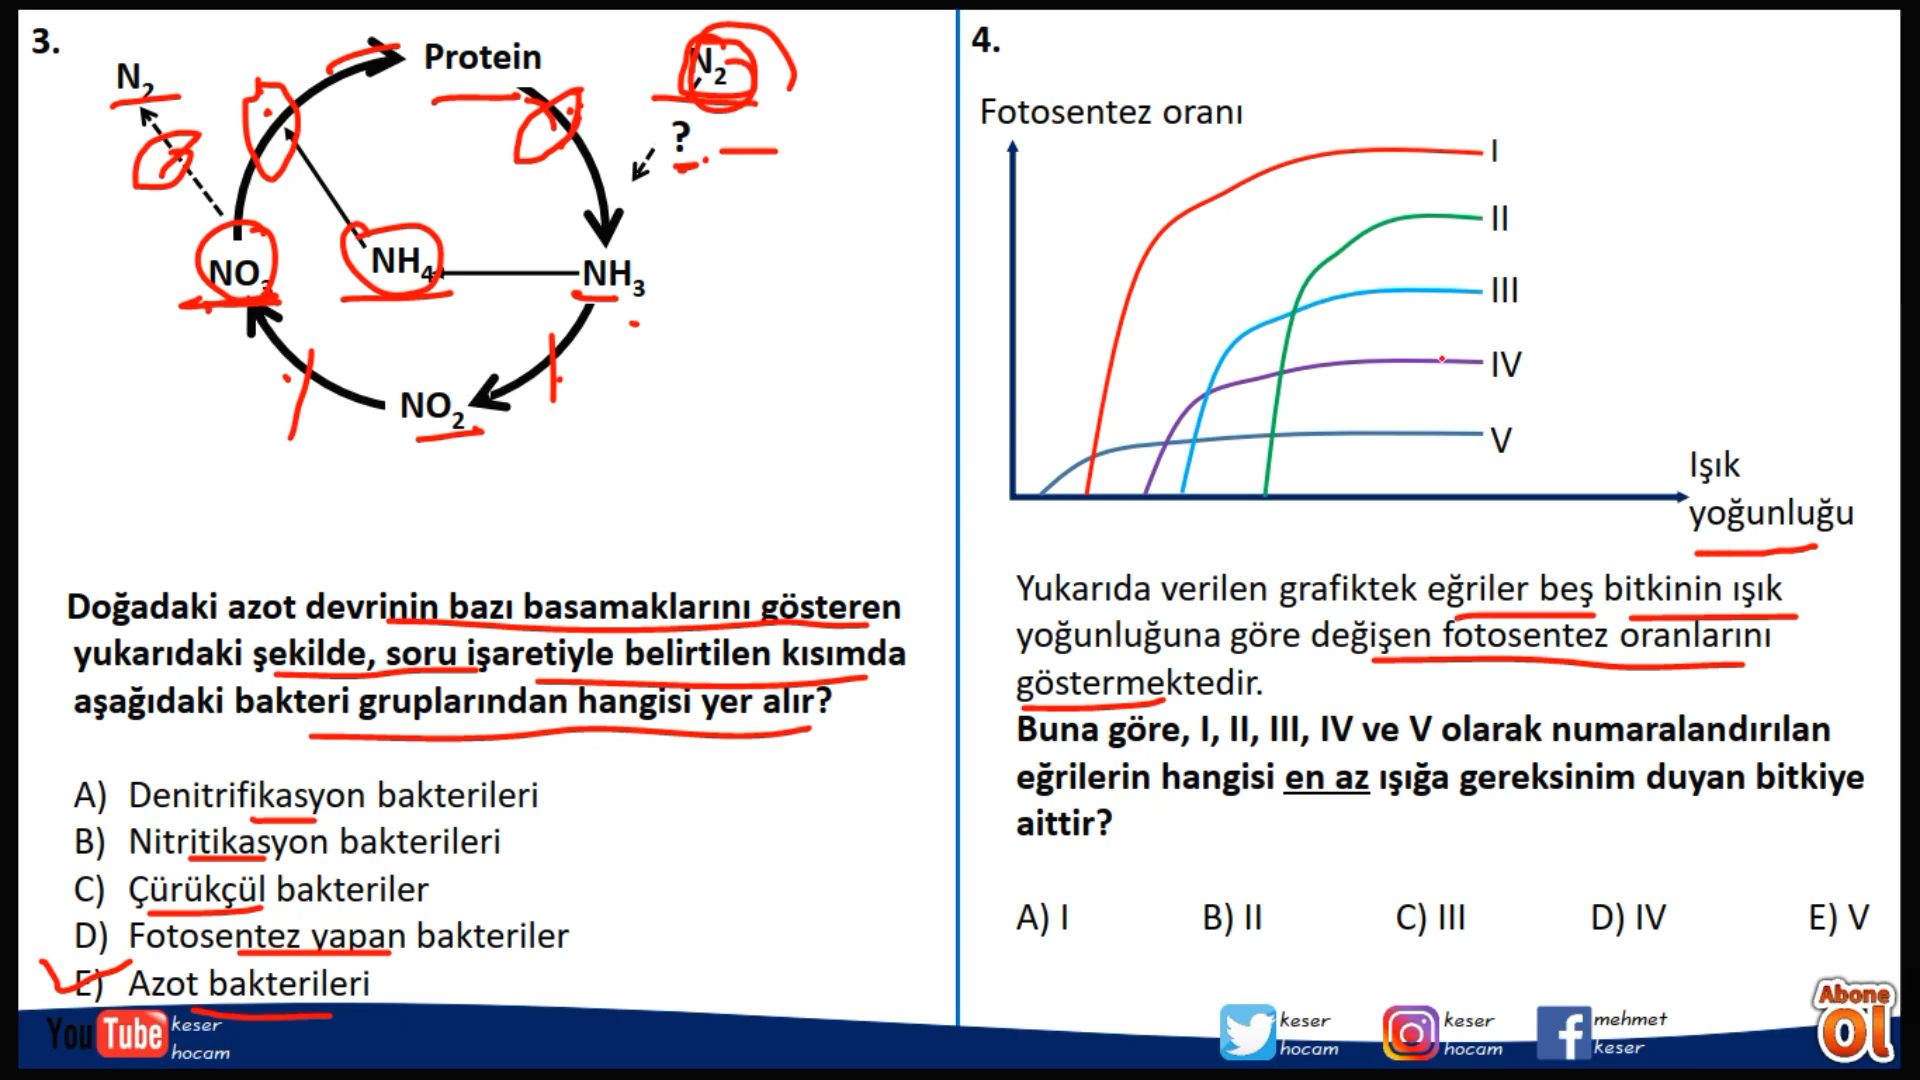 3.
N2
Protein
N2
?
NO3
NH4
NH3
NO2
Doğadaki azot devrinin bazı basamaklarını gösteren
yukarıdaki şekilde, soru işaretiyle belirtilen kısımda
aşağıdaki bakteri gruplarından hangisi yer alır?
A) Denitrifikasyon bakterileri
B) Nitritikasyon bakterileri
C) Çürükçül bakteriler
D) Fotosentez yapan bakteriler
E) Azot bakterileri
4.
Fotosentez oranı
I
II
III
IV
V
Işık
yoğunluğu
Yukarıda verilen grafiktek eğriler beş bitkinin ışık
yoğunluğuna göre değişen fotosentez oranlarını
göstermektedir.
Buna göre, I, II, III, IV ve V olarak numaralandırılan
eğrilerin hangisi en az ışığa gereksinim duyan bitkiye
aittir?
A) I B) II C) III D) IV E) V
YouTube keser
hocam
keser
hocam
keser
hocam
mehmet
keser
Abone
Ol